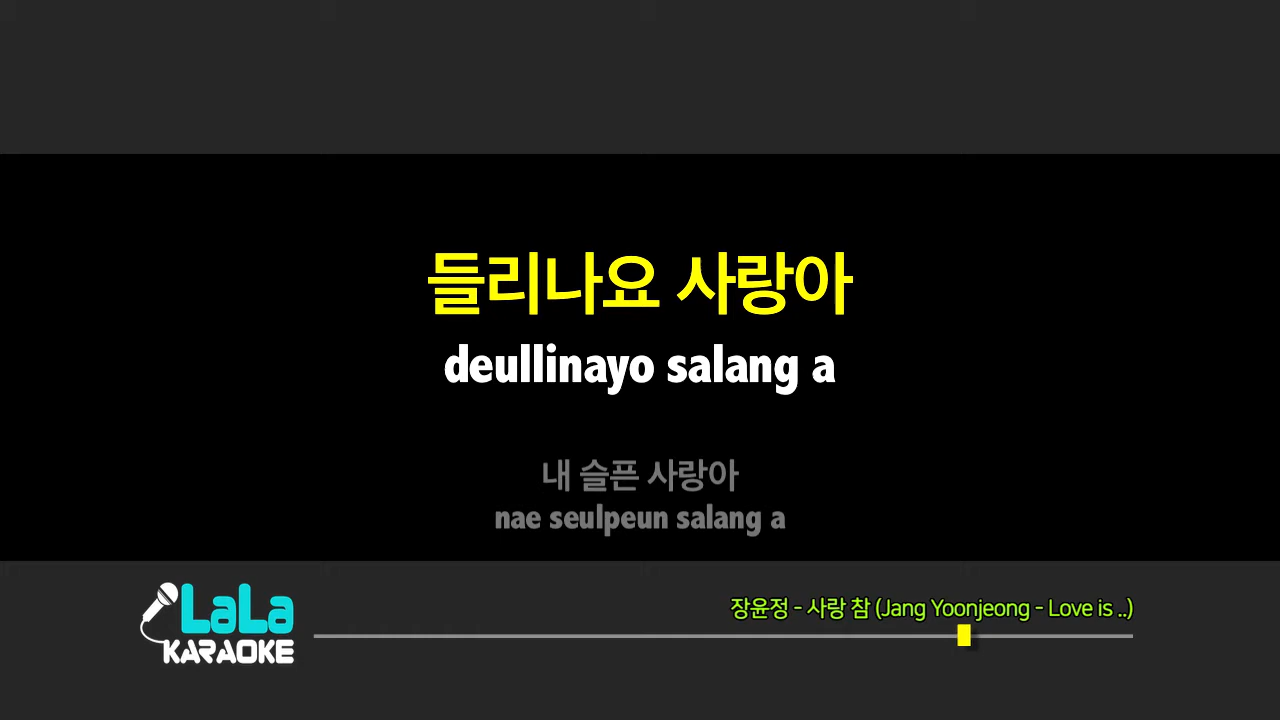 들리나요 사랑아
deullinayo salang a
내 슬픈 사랑아
nae seulpeun salang a
장윤정 - 사랑 참 (Jang Yoonjeong - Love is ..)
LaLa
KARAOKE